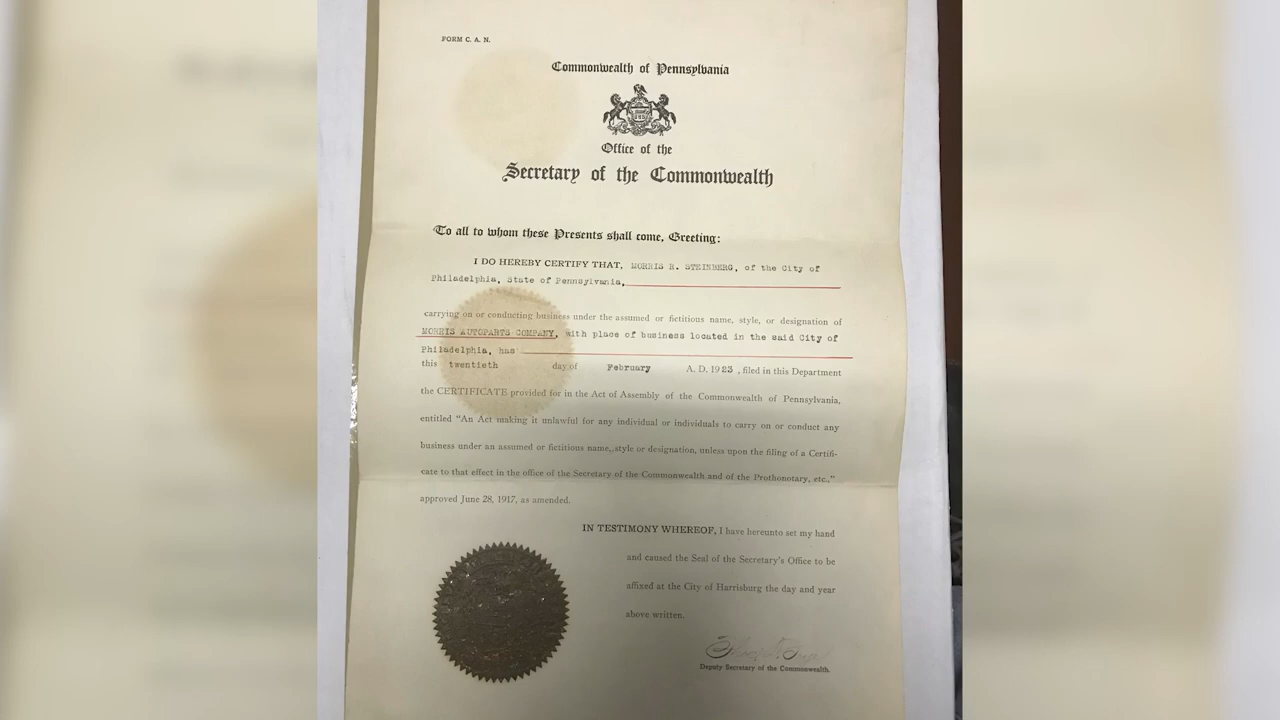 FORM C. A. N.
Commonwealth of Pennsylvania
Office of the
Secretary of the Commonwealth
To all to whom these Presents shall come, Greeting:
I DO HEREBY CERTIFY THAT, MORRIS R. STEINBERG, of the City of
Philadelphia, State of Pennsylvania,
carrying on or conducting business under the assumed or fictitious name, style, or designation of
MORRIS AUTOPARTS COMPANY, with place of business located in the said City of
Philadelphia, has
this twentieth day of February A. D. 1923 , filed in this Department
the CERTIFICATE provided for in the Act of Assembly of the Commonwealth of Pennsylvania,
entitled "An Act making it unlawful for any individual or individuals to carry on or conduct any
business under an assumed or fictitious name, style or designation, unless upon the filing of a Certifi-
cate to that effect in the office of the Secretary of the Commonwealth and of the Prothonotary, etc.,"
approved June 28, 1917, as amended.
IN TESTIMONY WHEREOF, I have hereunto set my hand
and caused the Seal of the Secretary's Office to be
affixed at the City of Harrisburg the day and year
above written.
Deputy Secretary of the Commonwealth.